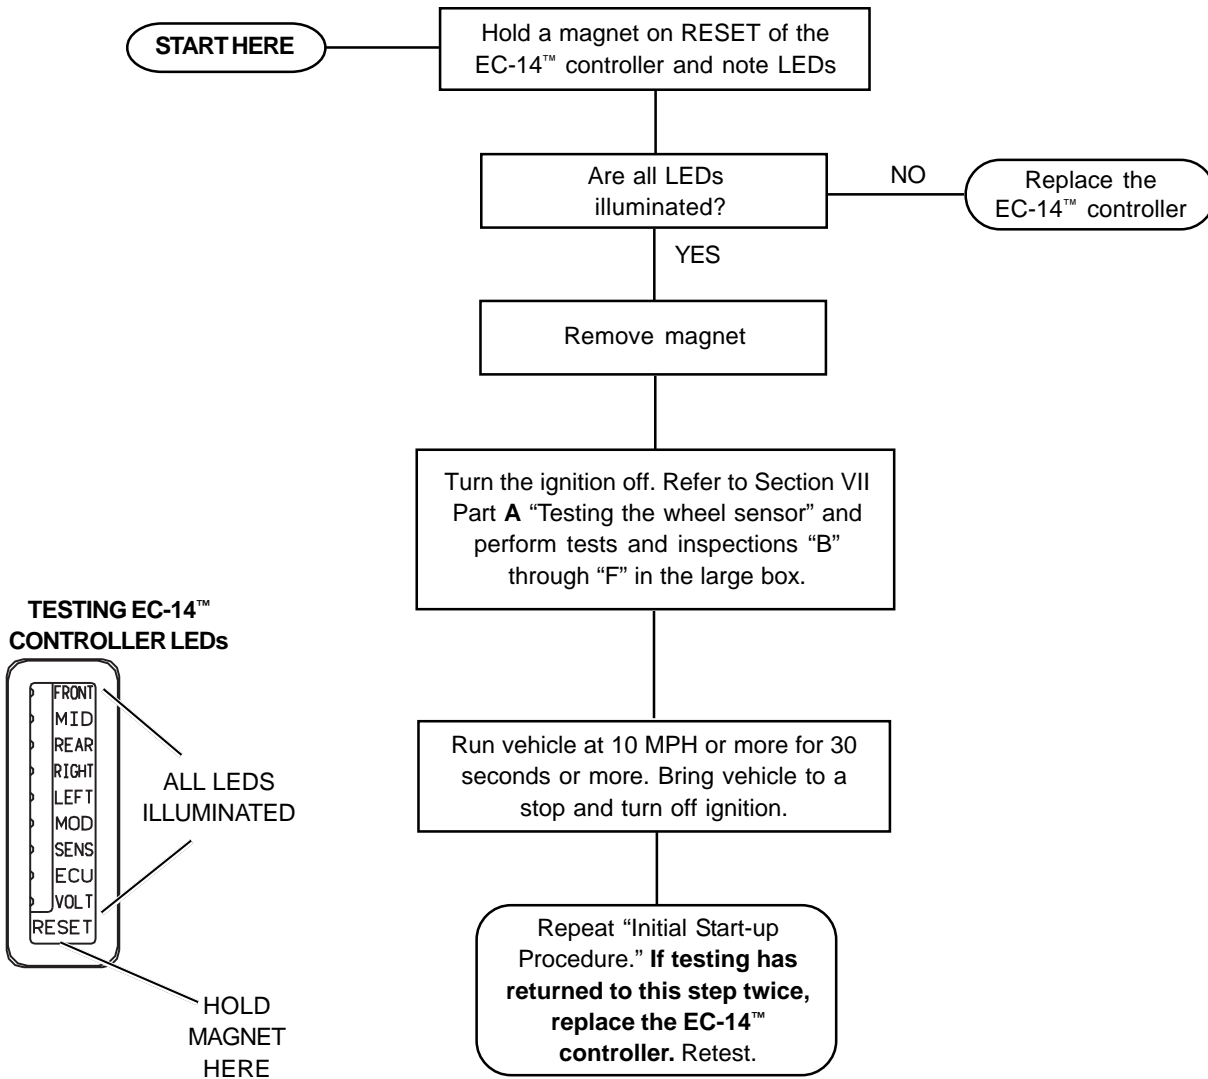 START HERE
Hold a magnet on RESET of the
EC-14™ controller and note LEDs
Are all LEDs
illuminated?
NO
Replace the
EC-14™ controller
YES
Remove magnet
Turn the ignition off. Refer to Section VII
Part A “Testing the wheel sensor” and
perform tests and inspections “B”
through “F” in the large box.
TESTING EC-14™
CONTROLLER LEDs
FRONT
MID
REAR
RIGHT
LEFT
MOD
SENS
ECU
VOLT
RESET
ALL LEDS
ILLUMINATED
HOLD
MAGNET
HERE
Run vehicle at 10 MPH or more for 30
seconds or more. Bring vehicle to a
stop and turn off ignition.
Repeat “Initial Start-up
Procedure.” If testing has
returned to this step twice,
replace the EC-14™
controller. Retest.